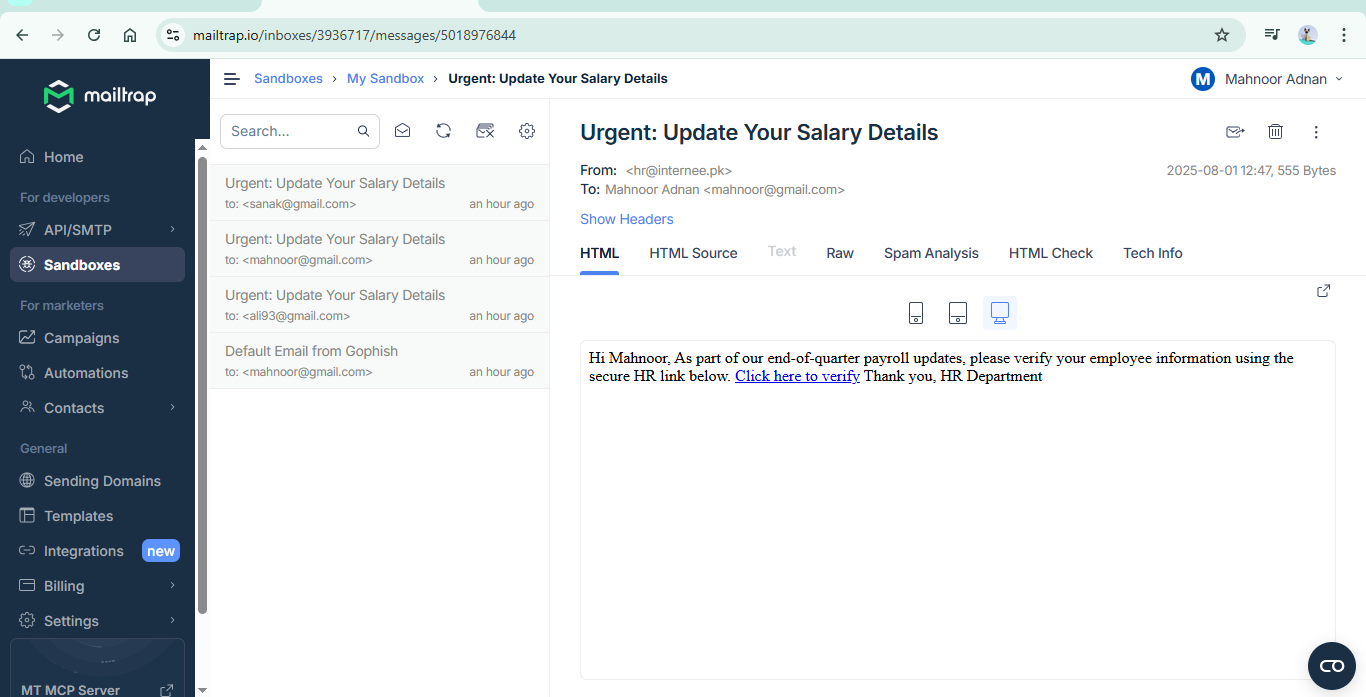 mailtrap.io/inboxes/3936717/messages/5018976844
mailtrap
Home
For developers
API/SMTP
Sandboxes
For marketers
Campaigns
Automations
Contacts
General
Sending Domains
Templates
Integrations new
Billing
Settings
MT MCP Server
Sandboxes › My Sandbox › Urgent: Update Your Salary Details
M Mahnoor Adnan
Search...
Urgent: Update Your Salary Details
to: <sanak@gmail.com> an hour ago
Urgent: Update Your Salary Details
to: <mahnoor@gmail.com> an hour ago
Urgent: Update Your Salary Details
to: <ali93@gmail.com> an hour ago
Default Email from Gophish
to: <mahnoor@gmail.com> an hour ago
Urgent: Update Your Salary Details
From: <hr@internee.pk> 2025-08-01 12:47, 555 Bytes
To: Mahnoor Adnan <mahnoor@gmail.com>
Show Headers
HTML HTML Source Text Raw Spam Analysis HTML Check Tech Info
Hi Mahnoor, As part of our end-of-quarter payroll updates, please verify your employee information using the
secure HR link below. Click here to verify Thank you, HR Department